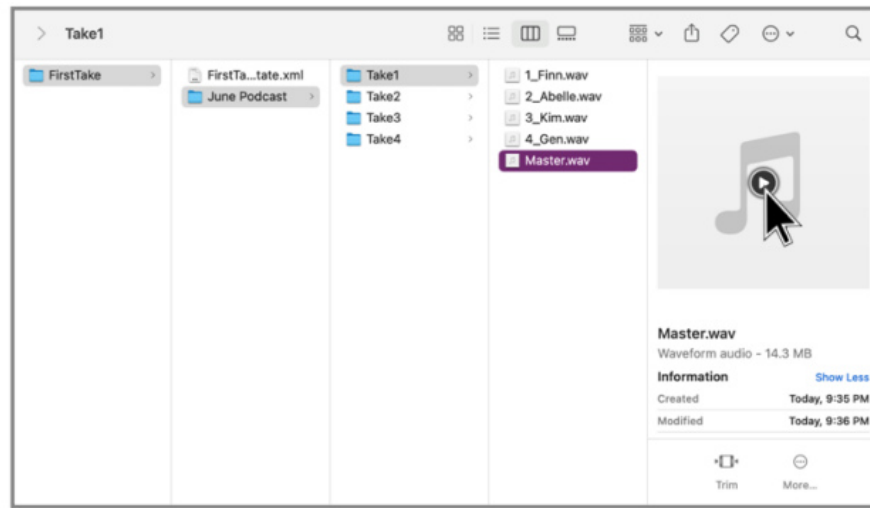 Take1
FirstTake
FirstTa...tate.xml
June Podcast
Take1
Take2
Take3
Take4
1_Finn.wav
2_Abelle.wav
3_Kim.wav
4_Gen.wav
Master.wav
Master.wav
Waveform audio - 14.3 MB
Information Show Less
Created Today, 9:35 PM
Modified Today, 9:36 PM
Trim More...